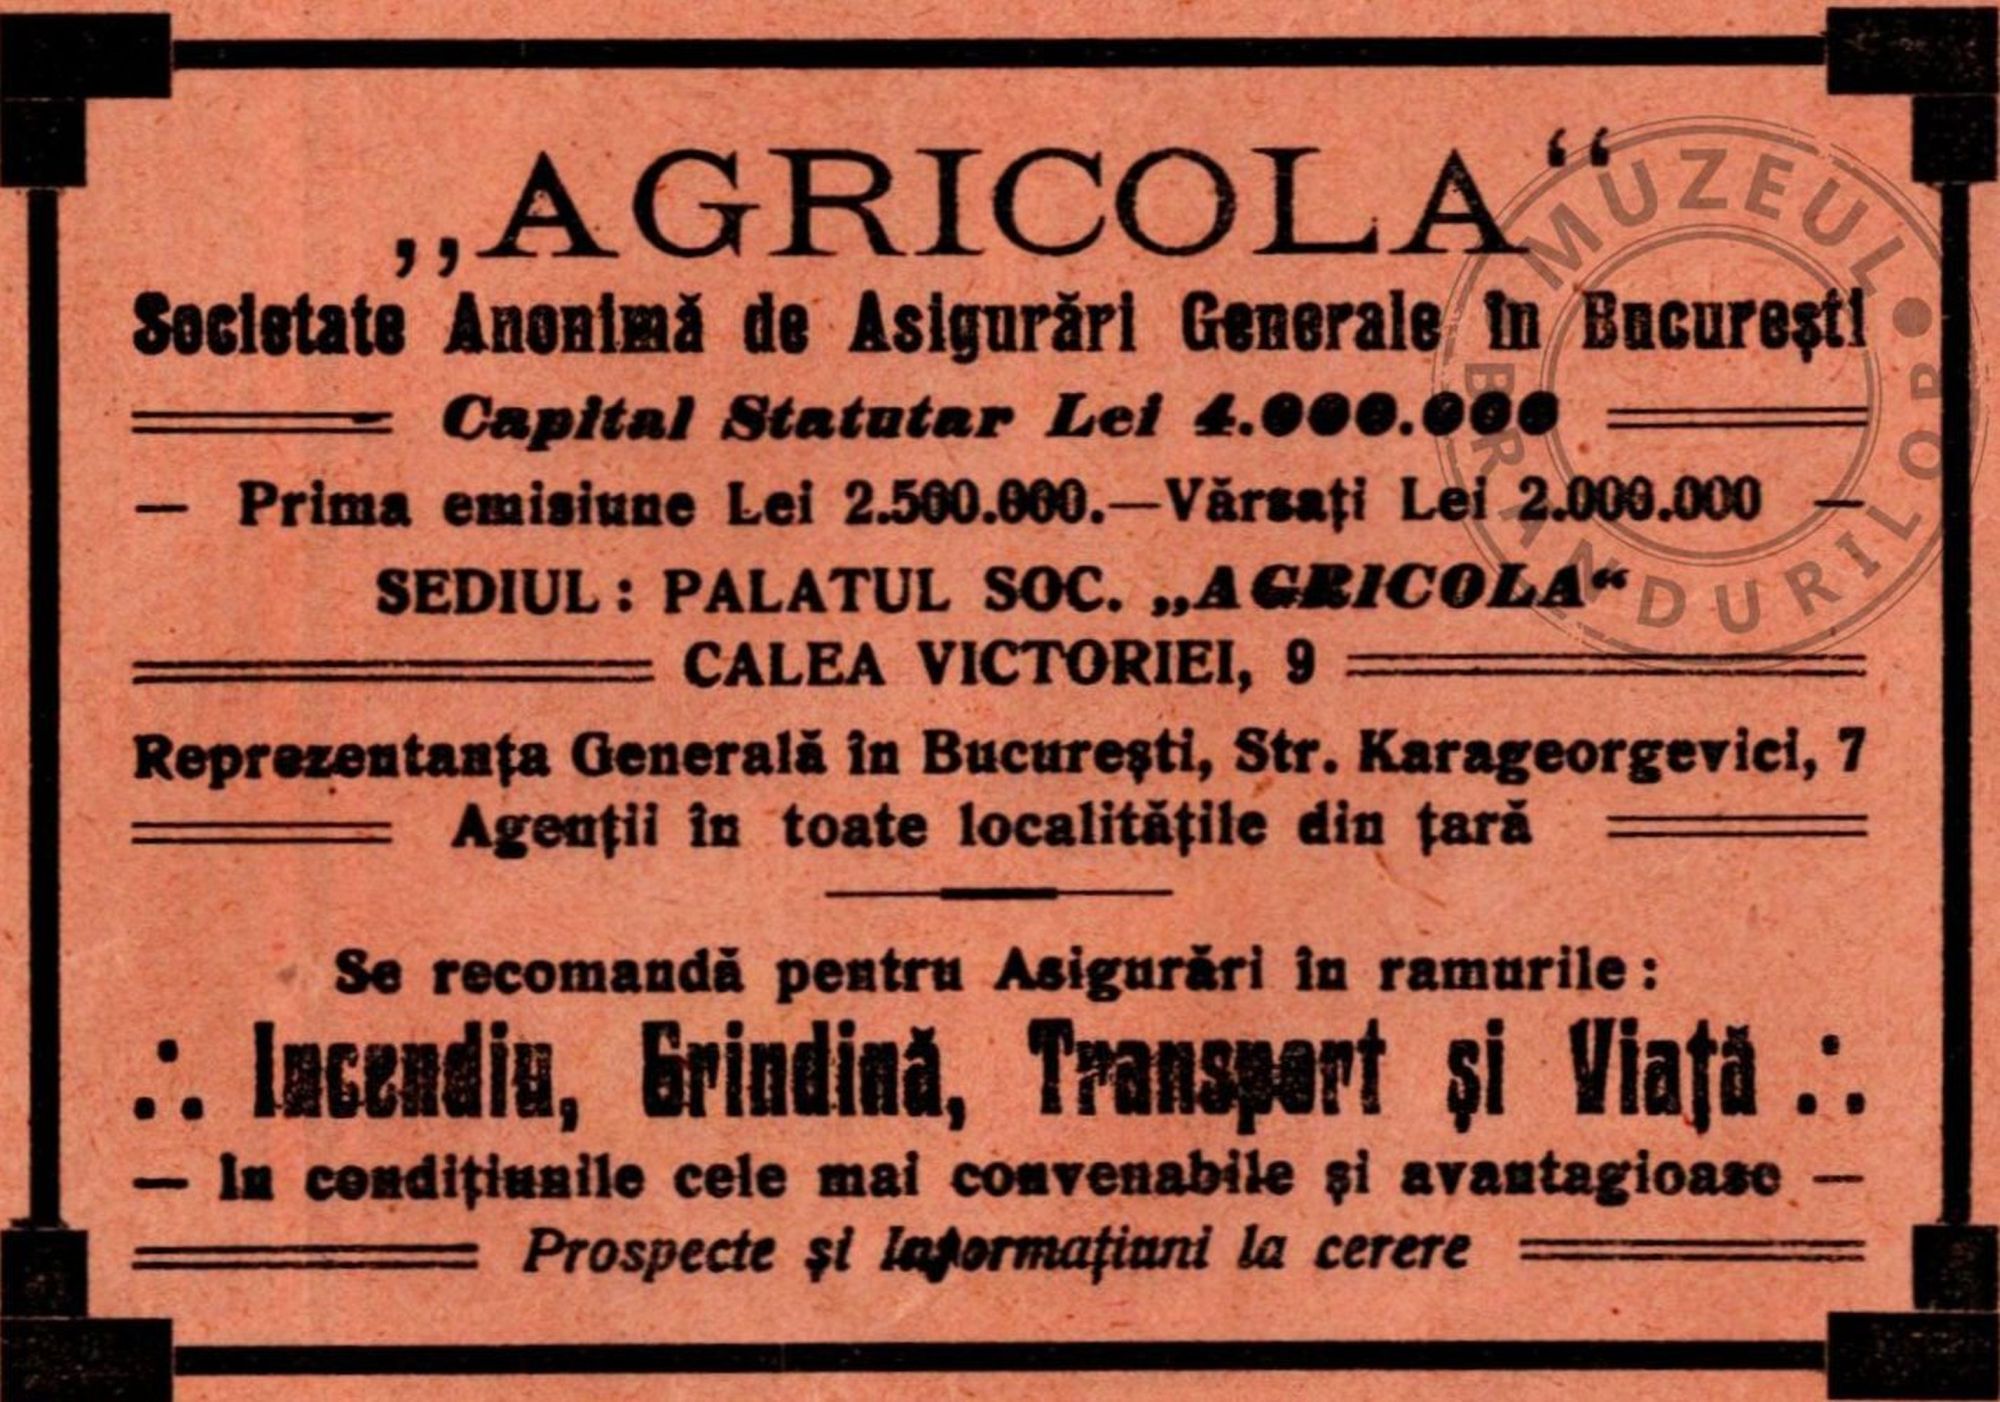 „AGRICOLA“
Societate Anonimă de Asigurări Generale în București
Capital Statutar Lei 4.000.000
— Prima emisiune Lei 2.500.000.—Vărsați Lei 2.000.000 —
SEDIUL: PALATUL SOC. „AGRICOLA“
CALEA VICTORIEI, 9
Reprezentanța Generală în București, Str. Karageorgevici, 7
Agenții în toate localitățile din țară
Se recomandă pentru Asigurări în ramurile:
∴ Incendiu, Grindină, Transport și Viață ∴
— In condițiunile cele mai convenabile și avantagioase —
Prospecte și Informațiuni la cerere
MUZEUL • BRANDURILOR